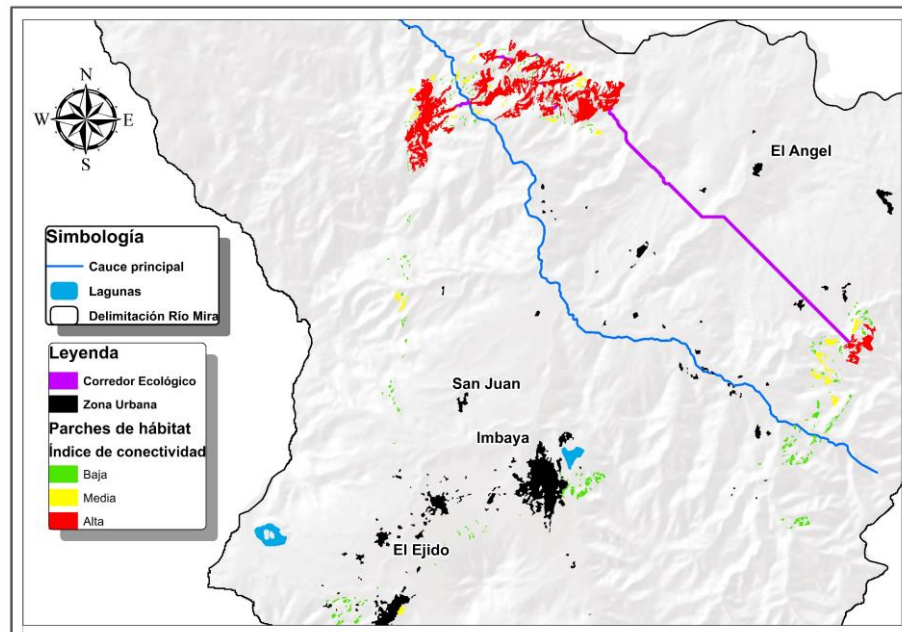 N
W
E
S
El Angel
Simbología
Cauce principal
Lagunas
Delimitación Río Mira
Leyenda
Corredor Ecológico
Zona Urbana
Parches de hábitat
Índice de conectividad
Baja
Media
Alta
San Juan
Imbaya
El Ejido